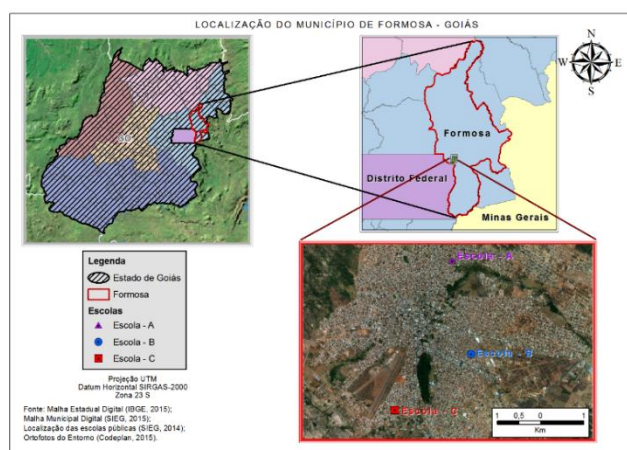 LOCALIZAÇÃO DO MUNICÍPIO DE FORMOSA - GOIÁS
N
W E
S
GO
Formosa
Distrito Federal
Minas Gerais
Legenda
Estado de Goiás
Formosa
Escolas
Escola - A
Escola - B
Escola - C
Projeção UTM
Datum Horizontal SIRGAS-2000
Zona 23 S
Fonte: Malha Estadual Digital (IBGE, 2015);
Malha Municipal Digital (SIEG, 2015);
Localização das escolas públicas (SIEG, 2014);
Ortofotos do Entorno (Codeplan, 2015).
Escola - A
Escola - B
Escola - C
1 0,5 0 1
Km